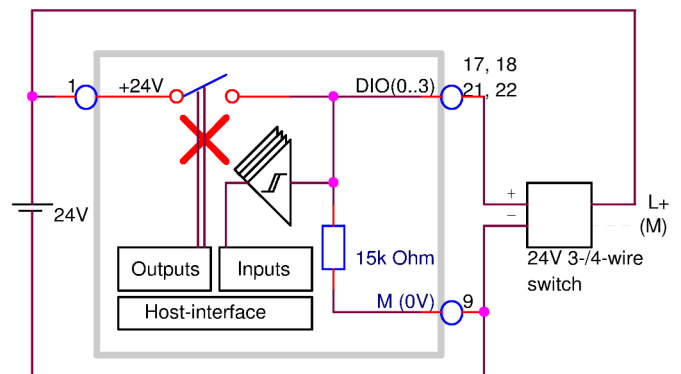 17, 18
1
+24V
DIO(0..3)
21, 22
+
L+
24V
−
(M)
Outputs
Inputs
15k Ohm
24V 3-/4-wire
switch
M (0V)
9
Host-interface